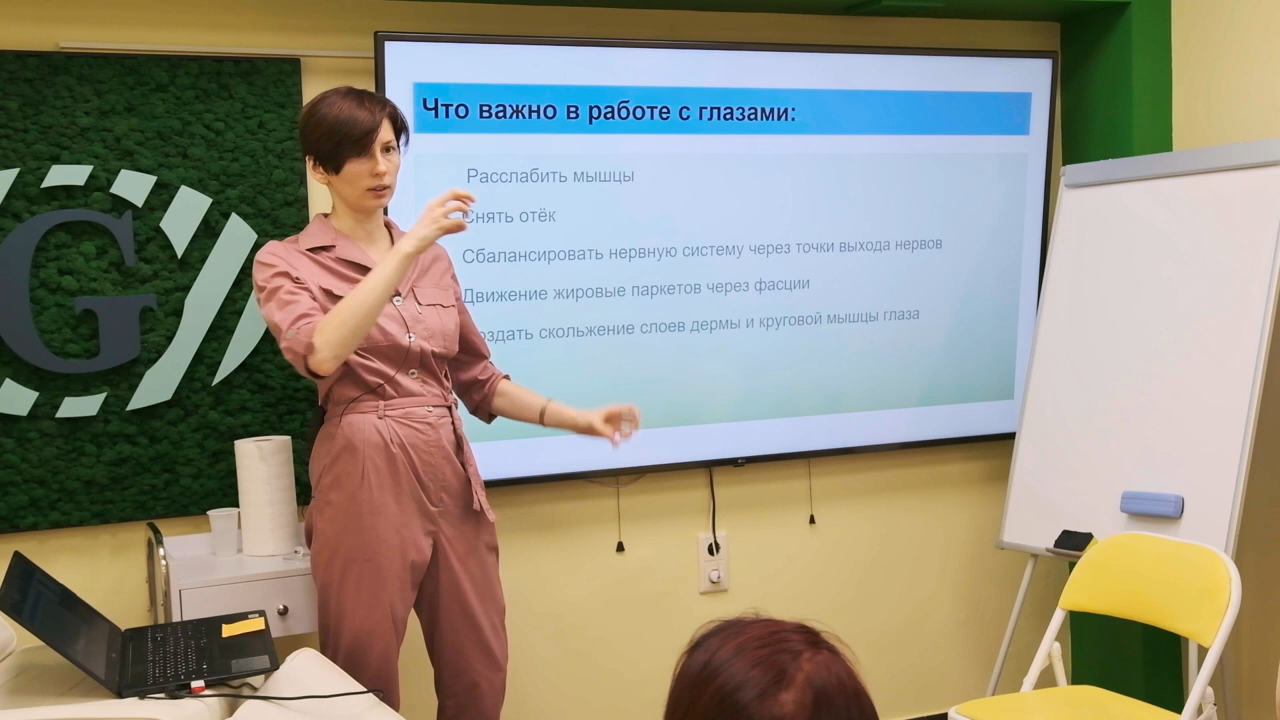 G
Что важно в работе с глазами:
Расслабить мышцы
Снять отёк
Сбалансировать нервную систему через точки выхода нервов
Движение жировые паркетов через фасции
скольжение слоев дермы и круговой мышцы глаза